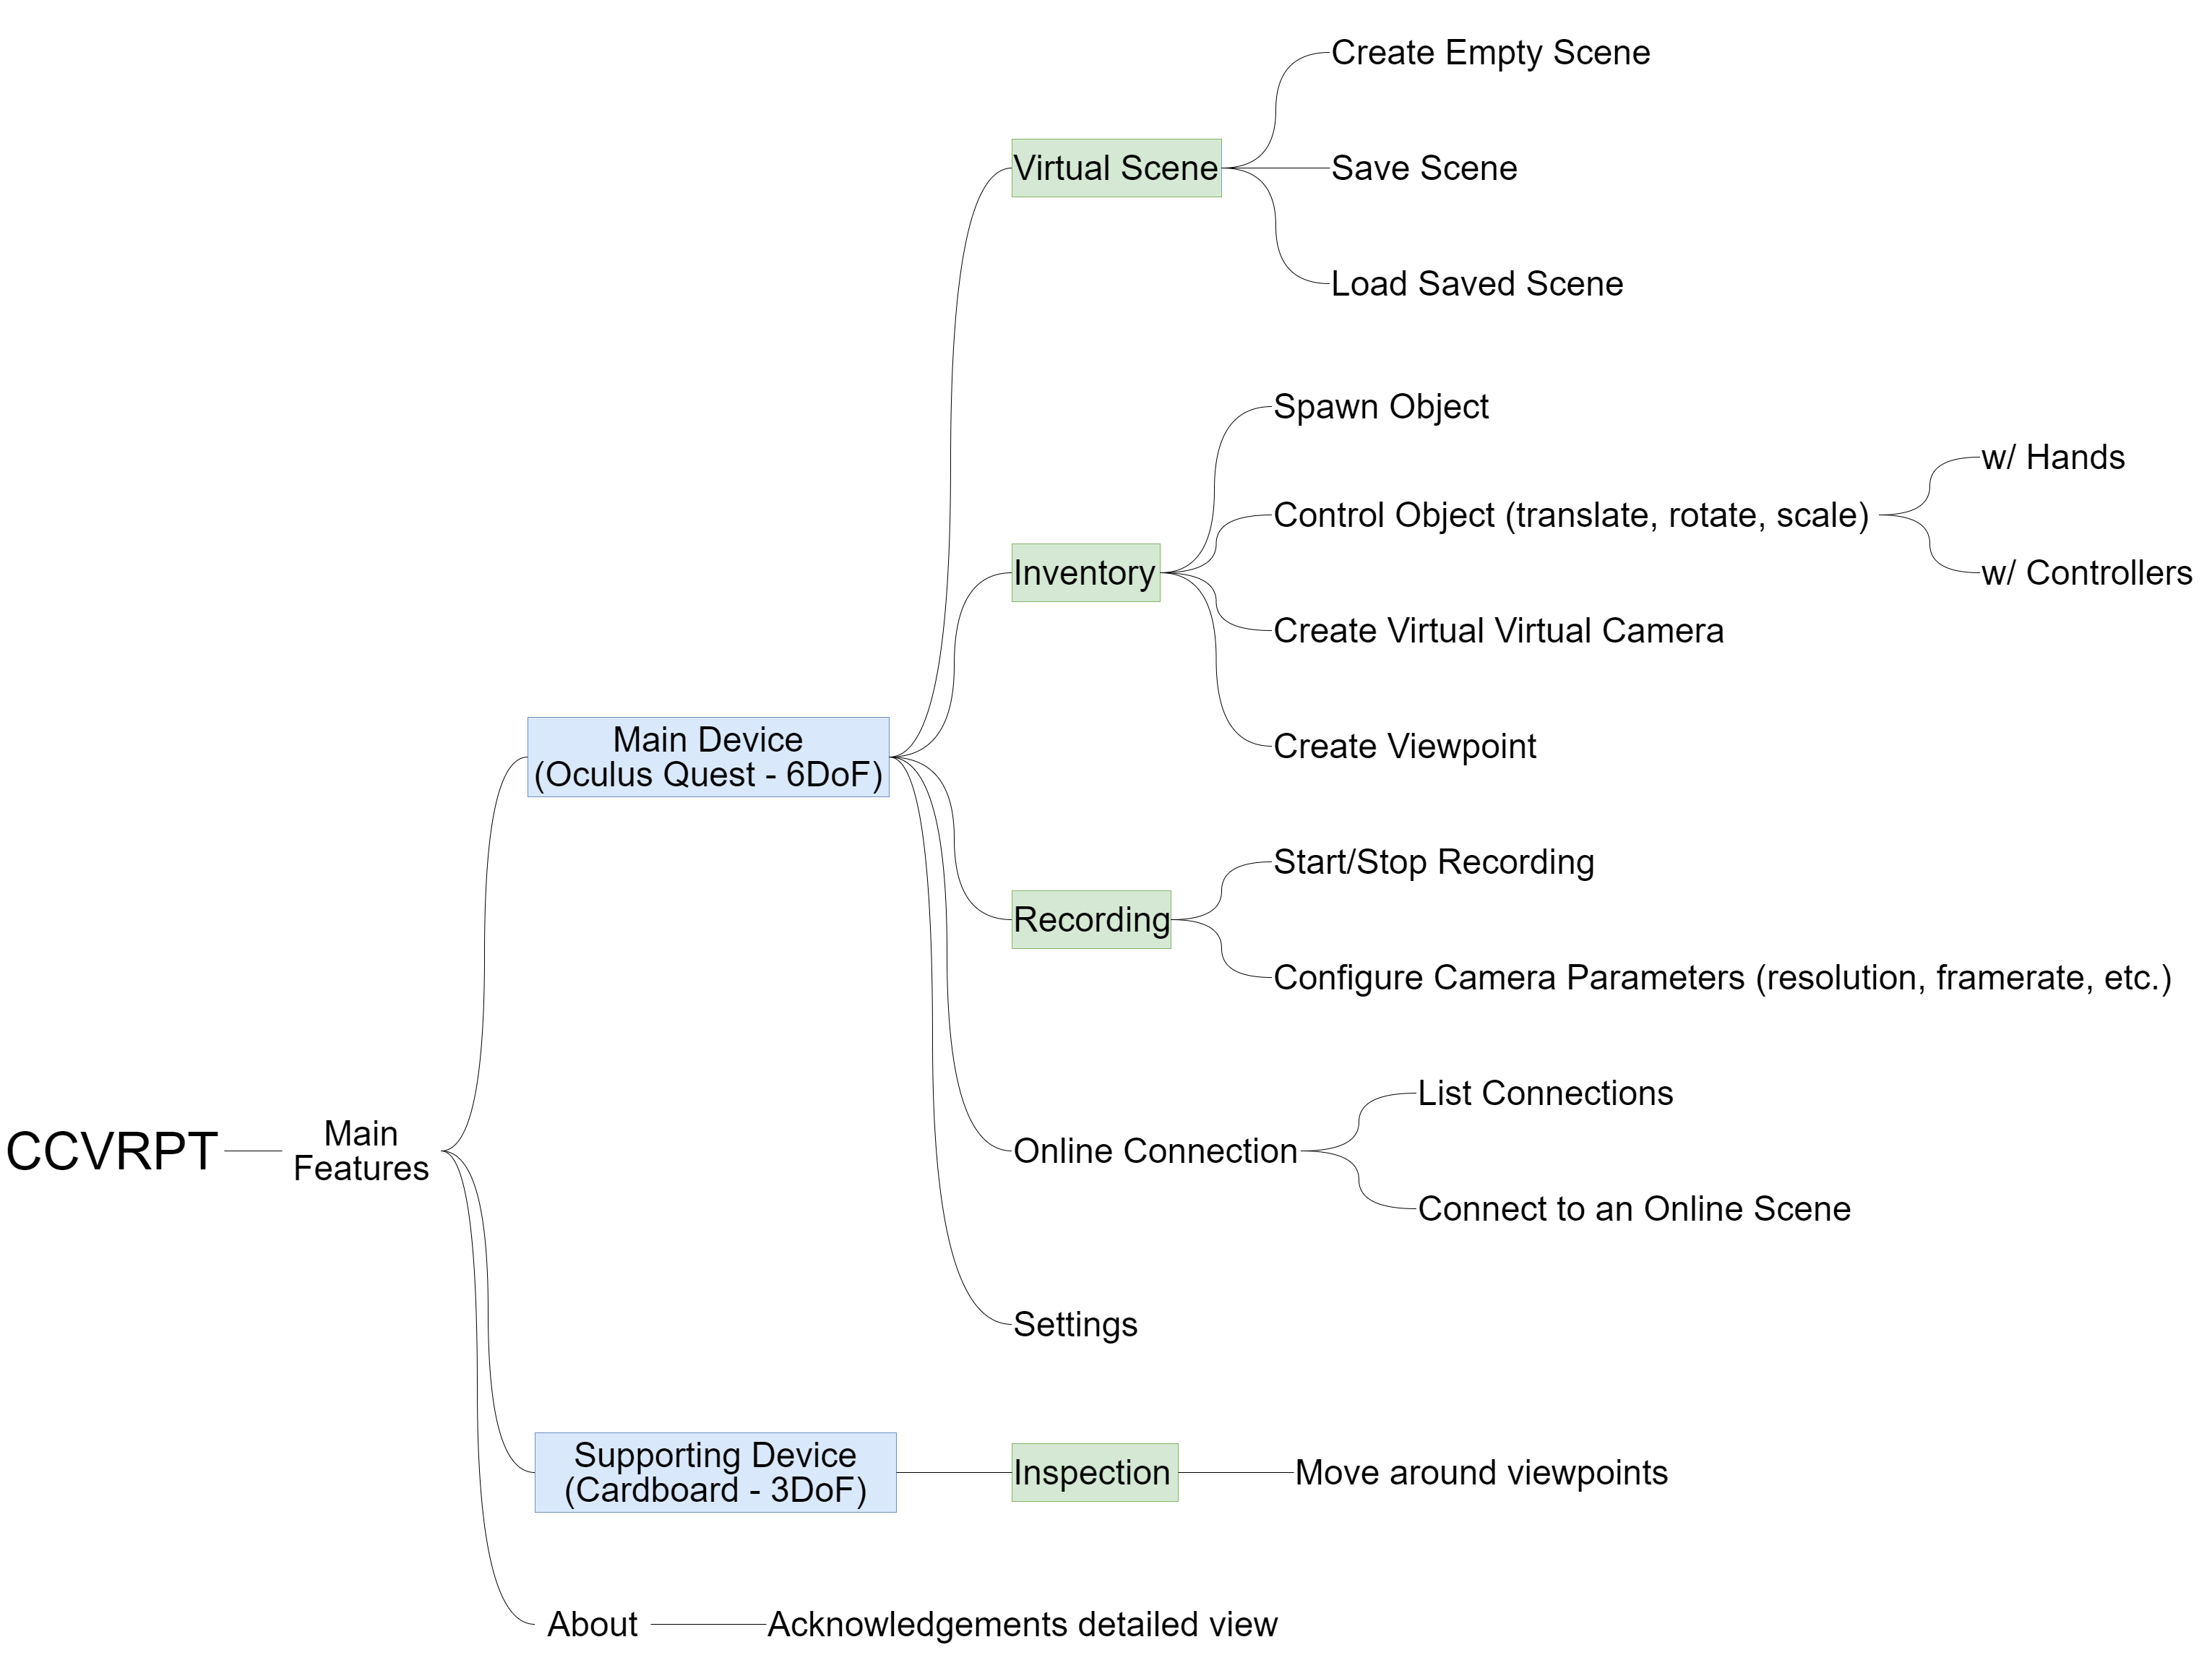 CCVRPT
Main
Features
Main Device
(Oculus Quest - 6DoF)
Virtual Scene
Create Empty Scene
Save Scene
Load Saved Scene
Inventory
Spawn Object
Control Object (translate, rotate, scale)
w/ Hands
w/ Controllers
Create Virtual Virtual Camera
Create Viewpoint
Recording
Start/Stop Recording
Configure Camera Parameters (resolution, framerate, etc.)
Online Connection
List Connections
Connect to an Online Scene
Settings
Supporting Device
(Cardboard - 3DoF)
Inspection
Move around viewpoints
About
Acknowledgements detailed view